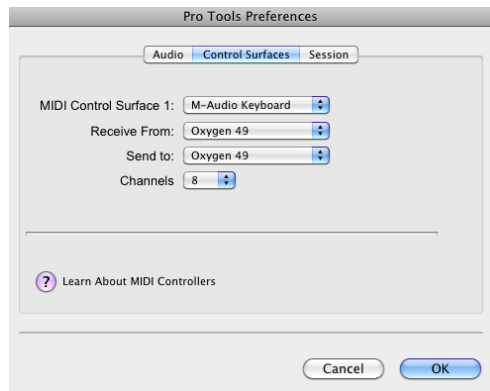 Pro Tools Preferences
Audio Control Surfaces Session
MIDI Control Surface 1: M-Audio Keyboard
Receive From: Oxygen 49
Send to: Oxygen 49
Channels 8
? Learn About MIDI Controllers
Cancel OK